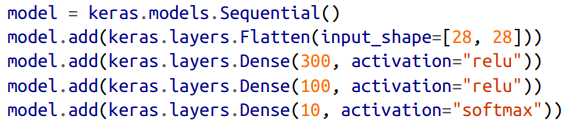 model = keras.models.Sequential()
model.add(keras.layers.Flatten(input_shape=[28, 28]))
model.add(keras.layers.Dense(300, activation="relu"))
model.add(keras.layers.Dense(100, activation="relu"))
model.add(keras.layers.Dense(10, activation="softmax"))